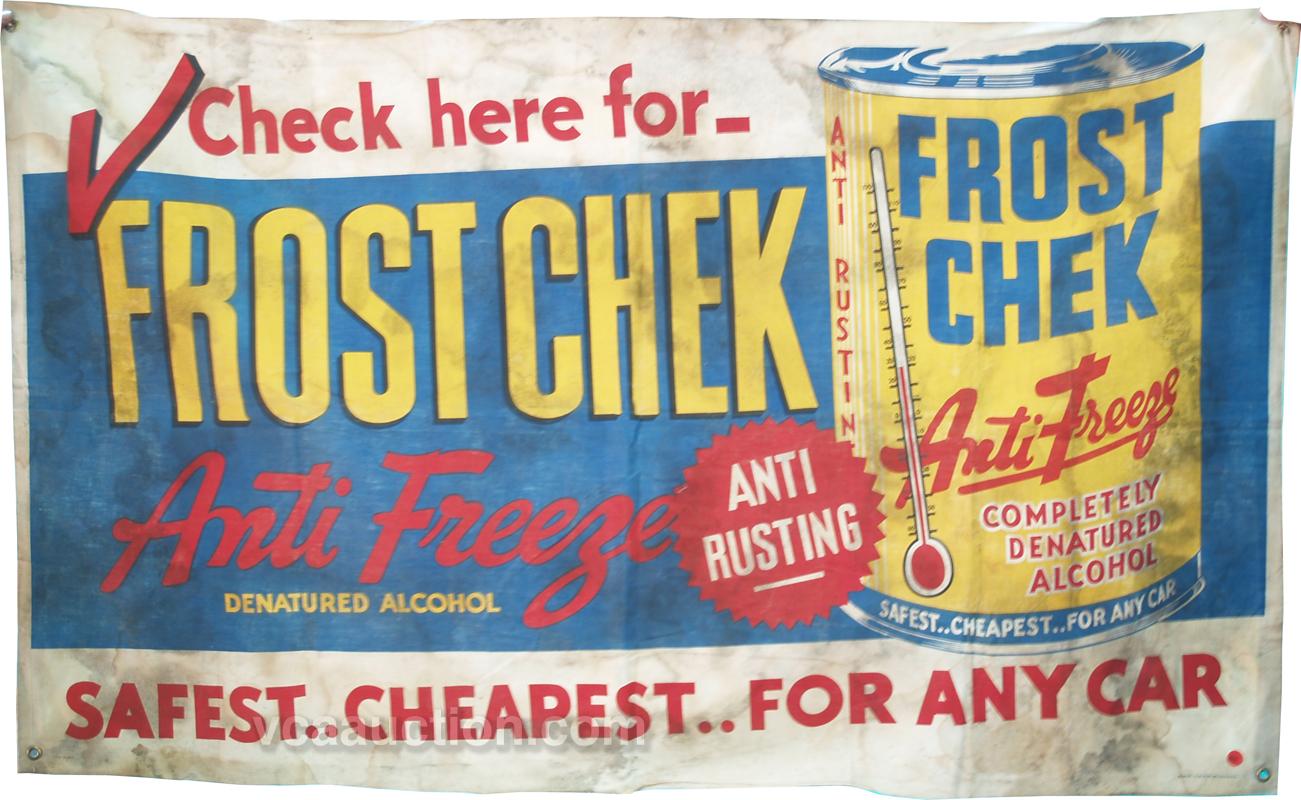 Check here for_
FROST CHEK
Anti Freeze
DENATURED ALCOHOL
ANTI
RUSTING
ANTI RUSTIN
FROST
CHEK
Anti-Freeze
COMPLETELY
DENATURED
ALCOHOL
SAFEST..CHEAPEST..FOR ANY CAR
SAFEST..CHEAPEST..FOR ANY CAR
vcaauction.com